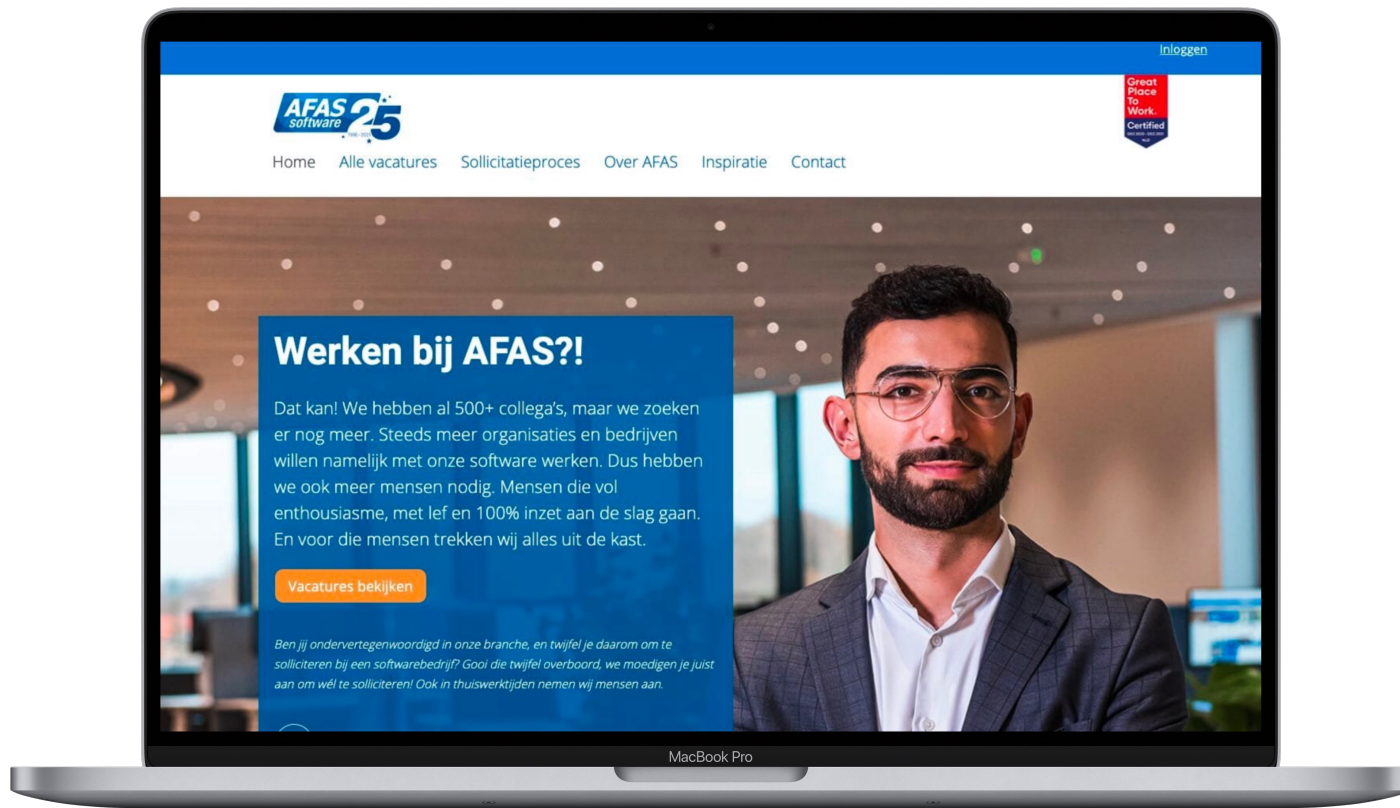 Inloggen
AFAS
software
25
Great
Place
To
Work.
Certified
Home Alle vacatures Sollicitatieproces Over AFAS Inspiratie Contact
Werken bij AFAS?!
Dat kan! We hebben al 500+ collega's, maar we zoeken
er nog meer. Steeds meer organisaties en bedrijven
willen namelijk met onze software werken. Dus hebben
we ook meer mensen nodig. Mensen die vol
enthousiasme, met lef en 100% inzet aan de slag gaan.
En voor die mensen trekken wij alles uit de kast.
Vacatures bekijken
Ben jij ondervertegenwoordigd in onze branche, en twijfel je daarom om te
solliciteren bij een softwarebedrijf? Gooi die twijfel overboord, we moedigen je juist
aan om wél te solliciteren! Ook in thuiswerktijden nemen wij mensen aan.
MacBook Pro